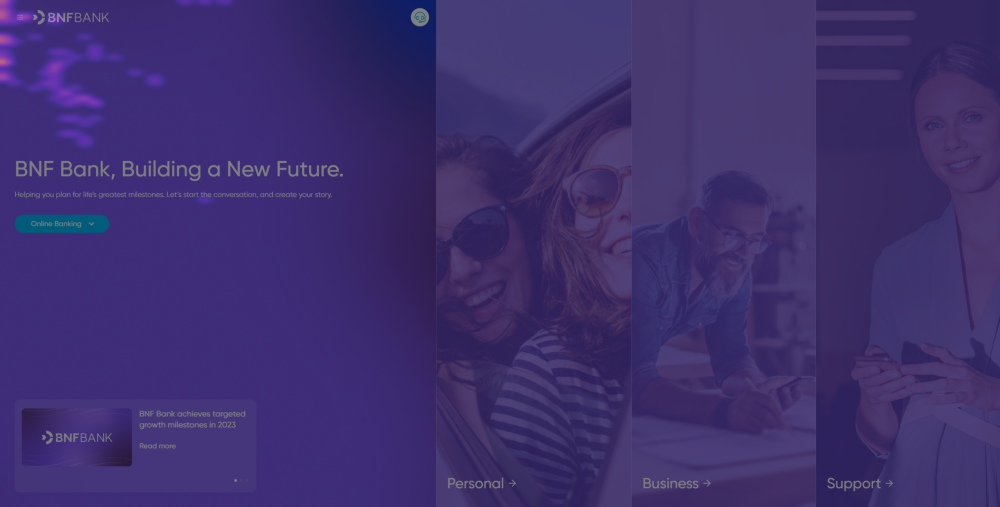 BNFBANK
BNF Bank, Building a New Future.
Helping you plan for life's greatest milestones. Let's start the conversation, and create your story.
Online Banking
BNFBANK
BNF Bank achieves targeted
growth milestones in 2023
Read more
Personal →
Business →
Support →